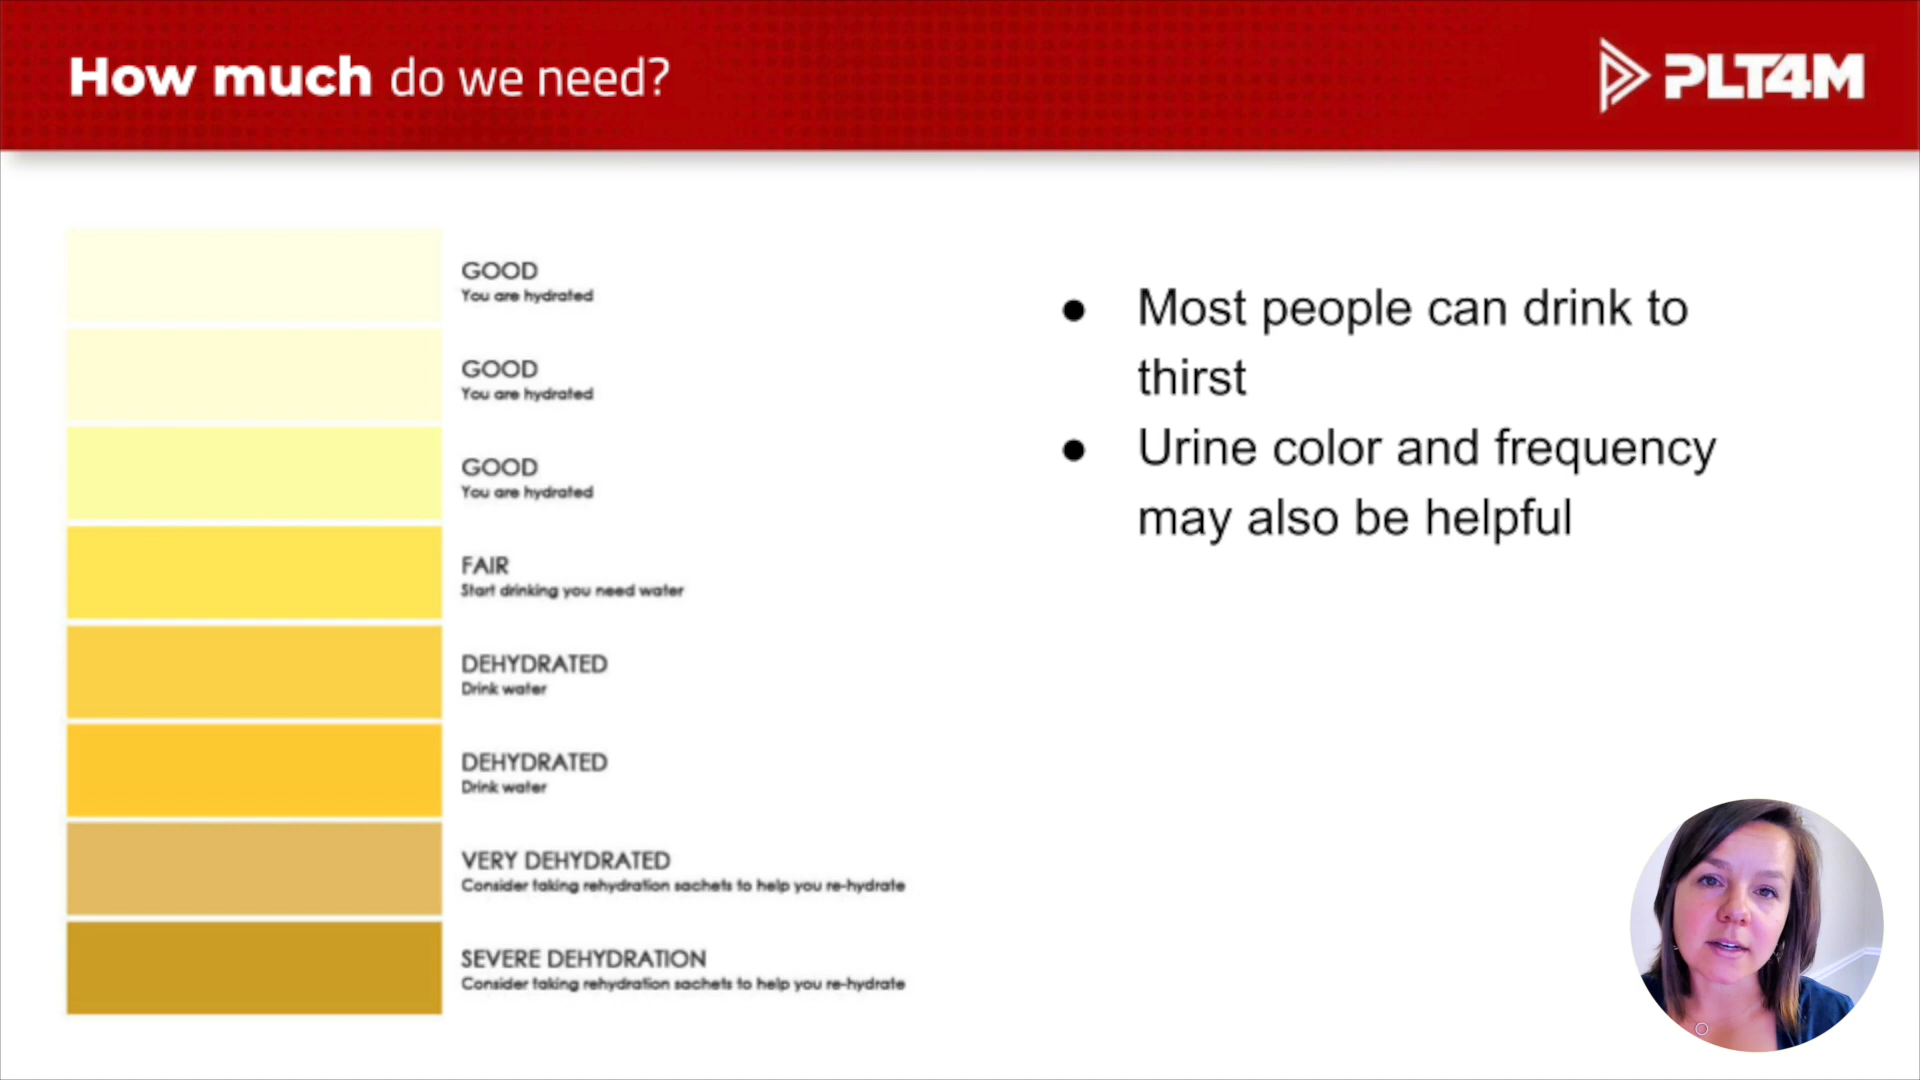 How much do we need?
PLT4M
GOOD
You are hydrated
GOOD
You are hydrated
GOOD
You are hydrated
FAIR
Start drinking you need water
DEHYDRATED
Drink water
DEHYDRATED
Drink water
VERY DEHYDRATED
Consider taking rehydration sachets to help you re-hydrate
SEVERE DEHYDRATION
Consider taking rehydration sachets to help you re-hydrate
● Most people can drink to
thirst
● Urine color and frequency
may also be helpful